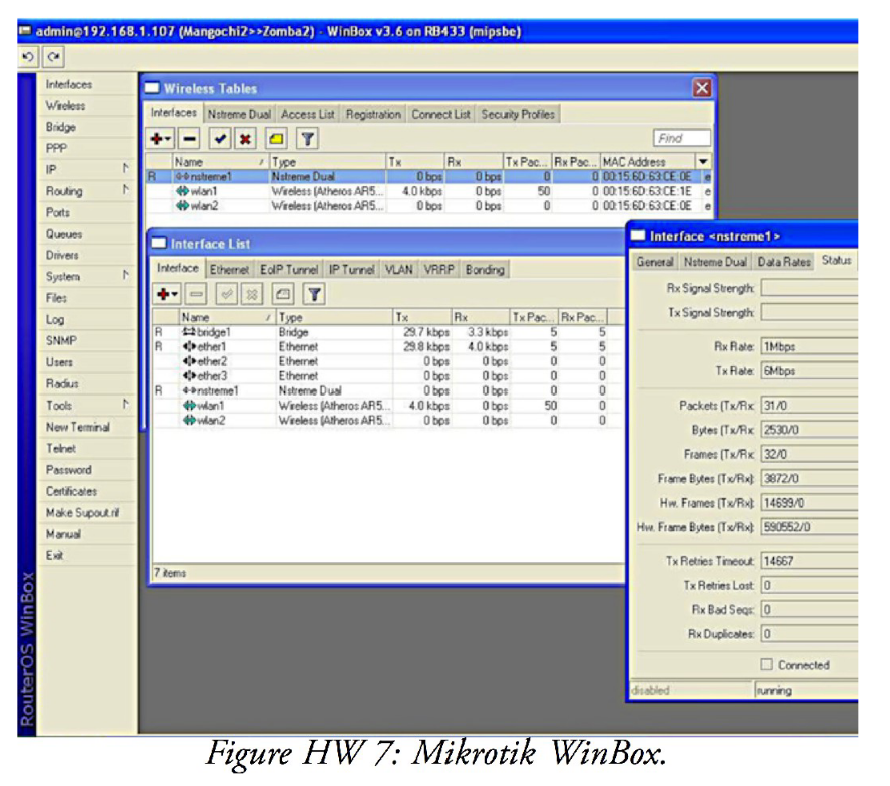 admin@192.168.1.107 (Mangochi2>>Zomba2) - WinBox v3.6 on RB433 (mipsbe)
Interfaces
Wireless
Bridge
PPP
IP
Routing
Ports
Queues
Drivers
System
Files
Log
SNMP
Users
Radius
Tools
New Terminal
Telnet
Password
Certificates
Make Supout.rif
Manual
Exit
RouterOS WinBox
Wireless Tables
Interfaces Nstreme Dual Access List Registration Connect List Security Profiles
Find
Name / Type Tx Rx Tx Pac... Rx Pac... MAC Address
R nstreme1 Nstreme Dual 0 bps 0 bps 0 0 00:15:6D:63:CE:0E e
wlan1 Wireless (Atheros AR5... 4.0 kbps 0 bps 50 0 00:15:6D:63:CE:1E e
wlan2 Wireless (Atheros AR5... 0 bps 0 bps 0 0 00:15:6D:63:CE:0E e
Interface List
Interface Ethernet EoIP Tunnel IP Tunnel VLAN VRRP Bonding
Name / Type Tx Rx Tx Pac... Rx Pac...
R bridge1 Bridge 29.7 kbps 3.3 kbps 5 5
R ether1 Ethernet 29.8 kbps 4.0 kbps 5 5
ether2 Ethernet 0 bps 0 bps 0 0
ether3 Ethernet 0 bps 0 bps 0 0
R nstreme1 Nstreme Dual 0 bps 0 bps 0 0
wlan1 Wireless (Atheros AR5... 4.0 kbps 0 bps 50 0
wlan2 Wireless (Atheros AR5... 0 bps 0 bps 0 0
7 items
Interface <nstreme1>
General Nstreme Dual Data Rates Status
Rx Signal Strength:
Tx Signal Strength:
Rx Rate: 1Mbps
Tx Rate: 6Mbps
Packets (Tx/Rx 31/0
Bytes (Tx/Rx 2530/0
Frames (Tx/Rx 32/0
Frame Bytes (Tx/Rx): 3872/0
Hw. Frames (Tx/Rx): 14699/0
Hw. Frame Bytes (Tx/Rx): 590552/0
Tx Retries Timeout: 14667
Tx Retries Lost: 0
Rx Bad Seqs: 0
Rx Duplicates: 0
Connected
disabled running
Figure HW 7: Mikrotik WinBox.